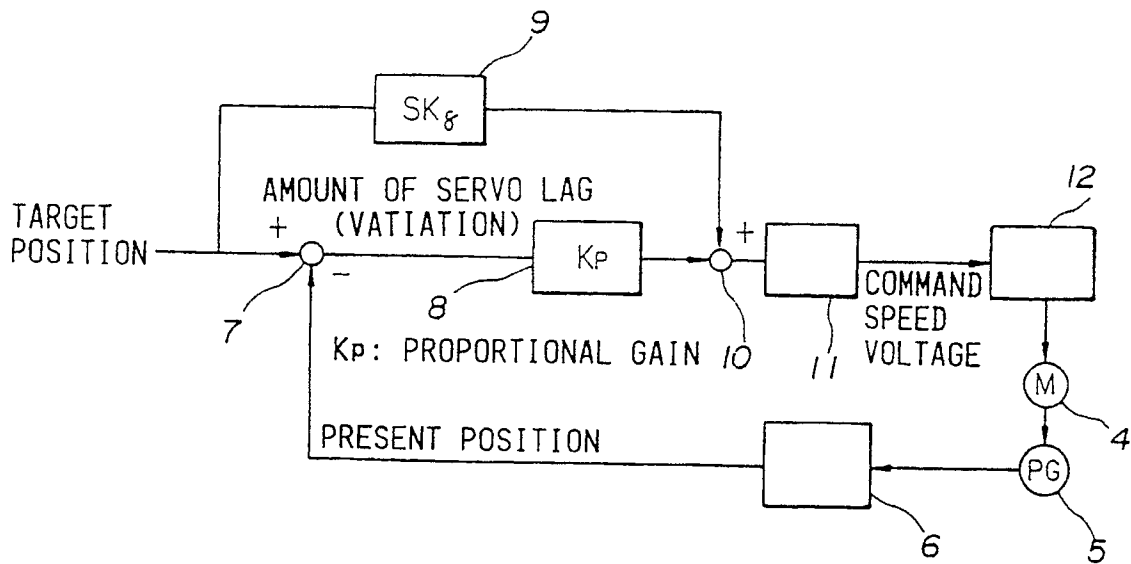 9
SK8
AMOUNT OF SERVO LAG
(VATIATION)
12
TARGET
POSITION
+
+
Kp
−
7
8
10
11
COMMAND
SPEED
VOLTAGE
Kp: PROPORTIONAL GAIN
M
4
PRESENT POSITION
PG
6
5